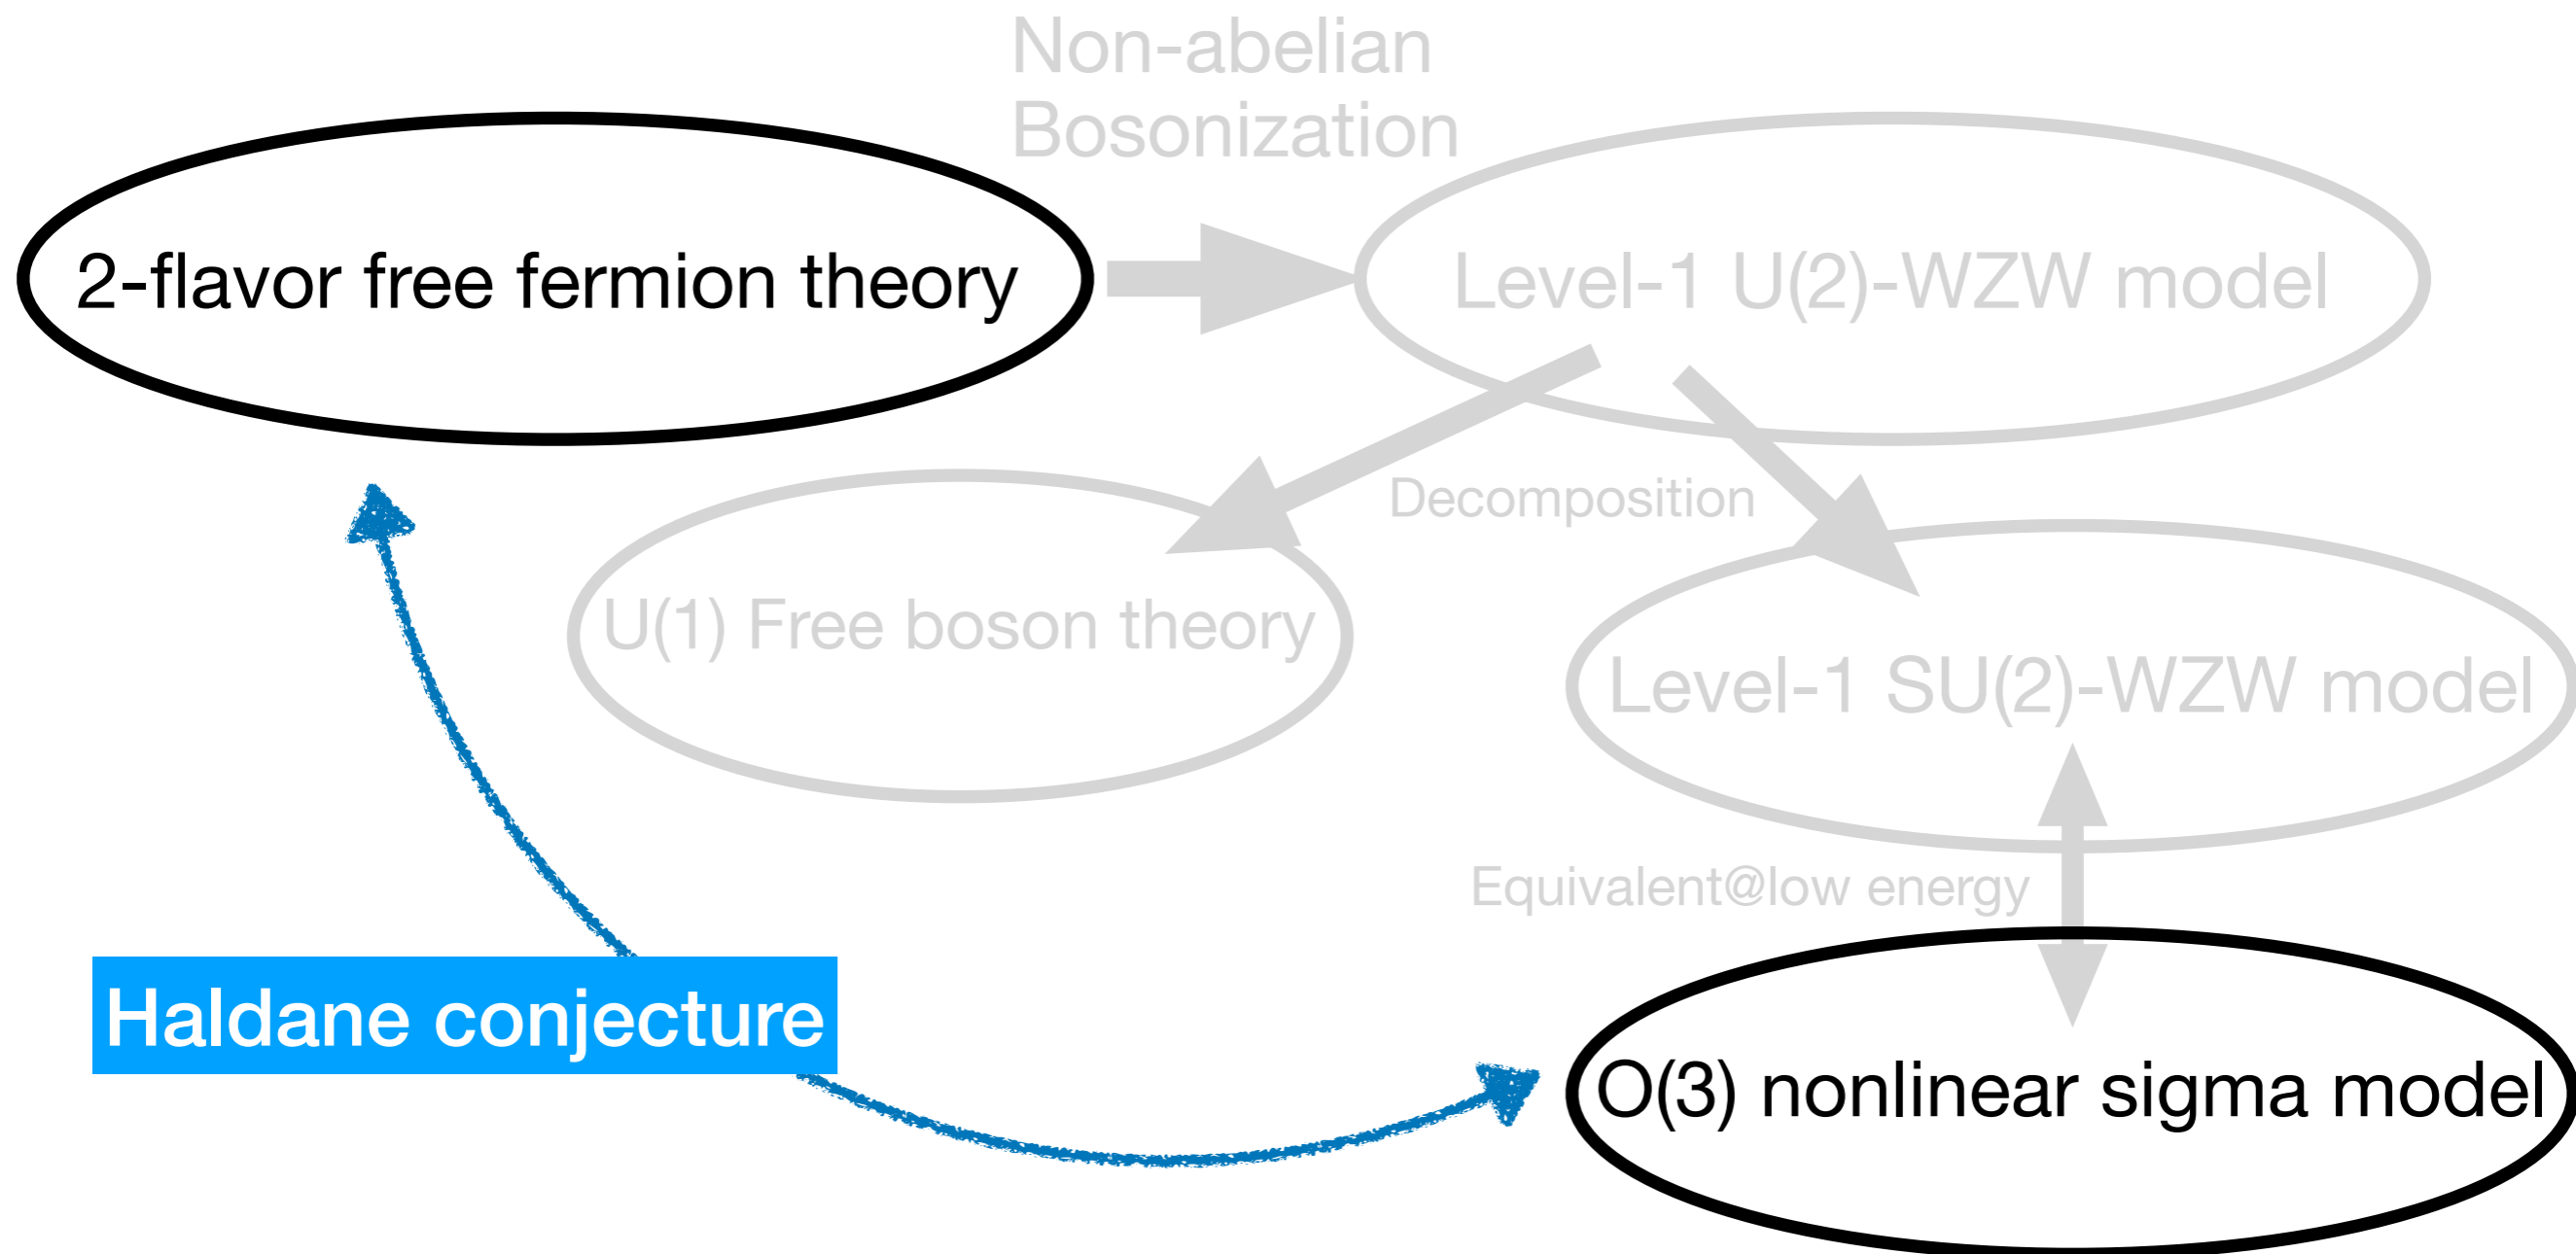 Non-abelian
Bosonization
2-flavor free fermion theory
Level-1 U(2)-WZW model
Decomposition
U(1) Free boson theory
Level-1 SU(2)-WZW model
Equivalent@low energy
Haldane conjecture
O(3) nonlinear sigma model